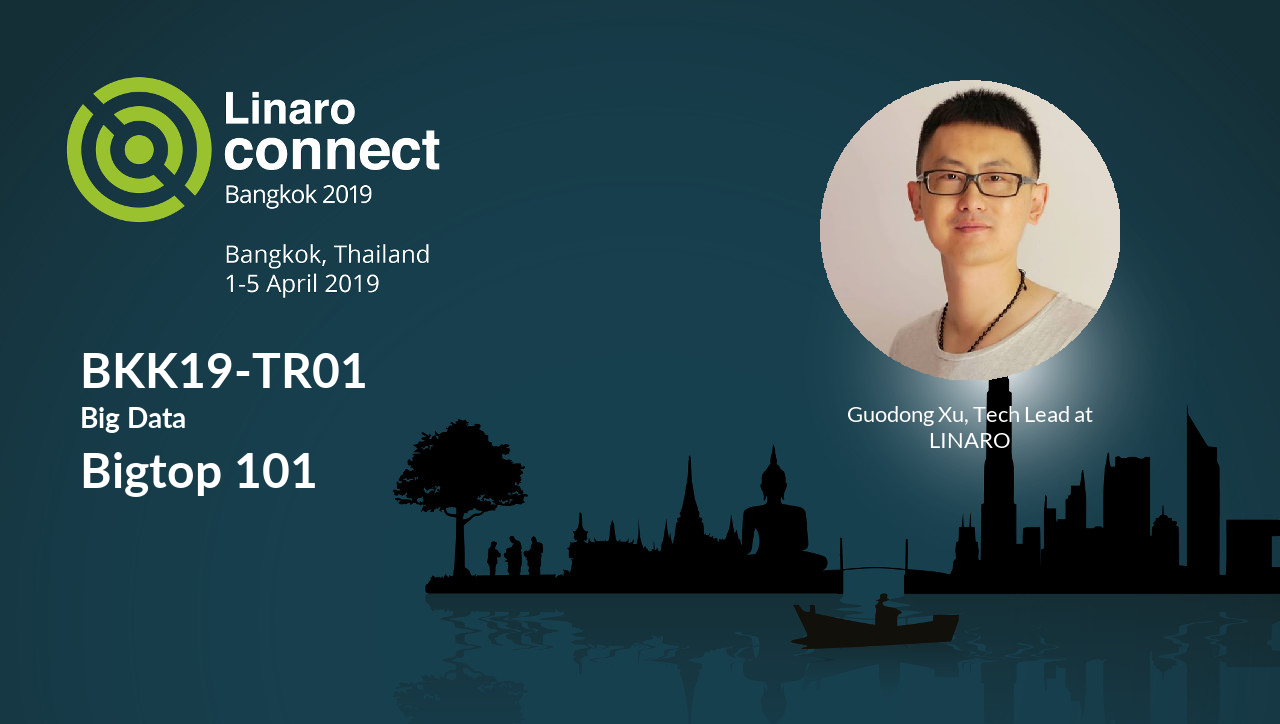 Linaro
connect
Bangkok 2019
Bangkok, Thailand
1-5 April 2019
BKK19-TR01
Big Data
Bigtop 101
Guodong Xu, Tech Lead at
LINARO